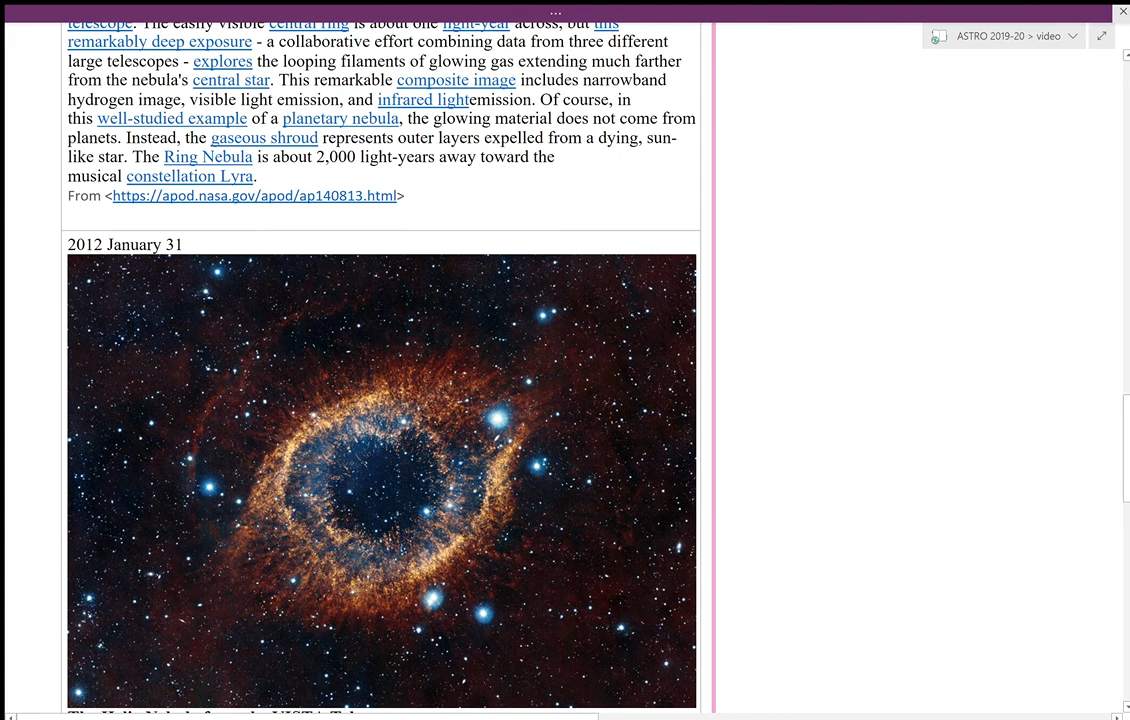 ...
ASTRO 2019-20 > video
telescope. The easily visible central ring is about one light-year across, but this
remarkably deep exposure - a collaborative effort combining data from three different
large telescopes - explores the looping filaments of glowing gas extending much farther
from the nebula's central star. This remarkable composite image includes narrowband
hydrogen image, visible light emission, and infrared lightemission. Of course, in
this well-studied example of a planetary nebula, the glowing material does not come from
planets. Instead, the gaseous shroud represents outer layers expelled from a dying, sun-
like star. The Ring Nebula is about 2,000 light-years away toward the
musical constellation Lyra.
From <https://apod.nasa.gov/apod/ap140813.html>
2012 January 31